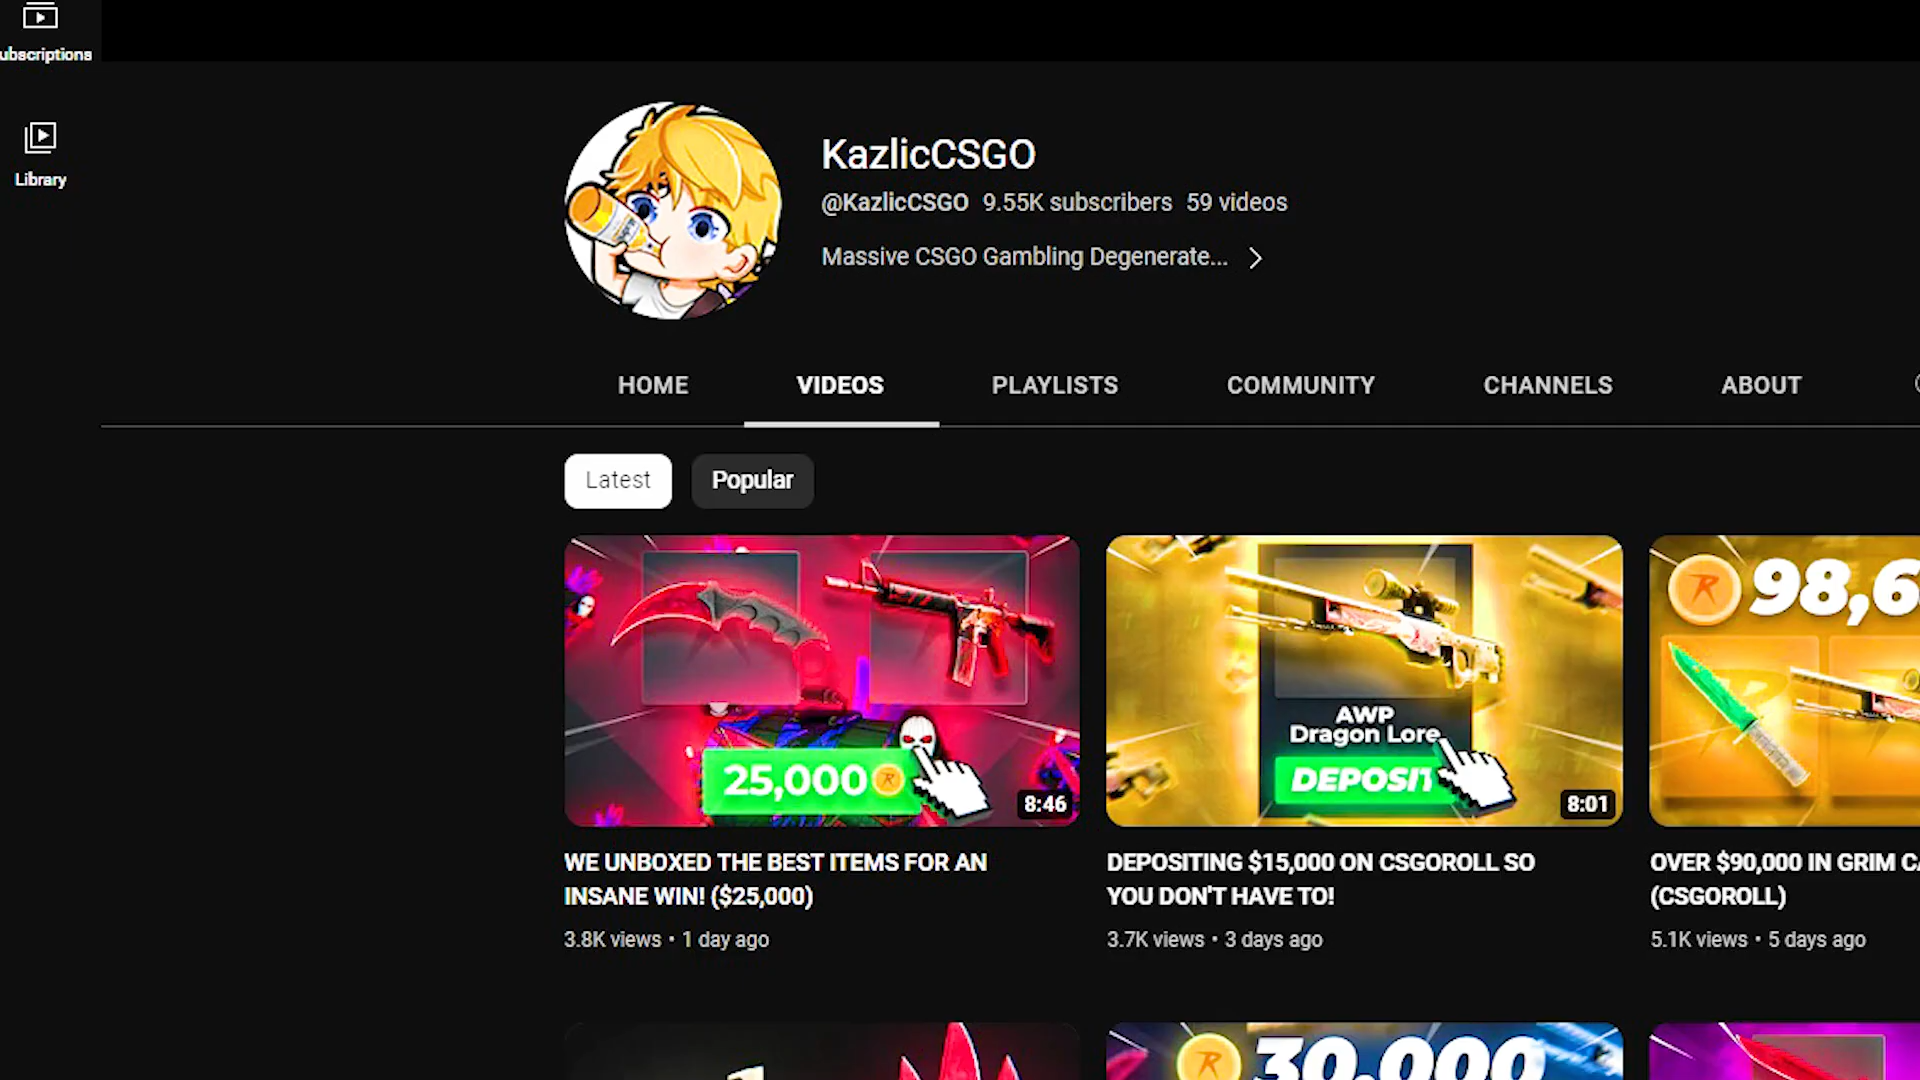 ubscriptions
Library
KazlicCSGO
@KazlicCSGO 9.55K subscribers 59 videos
Massive CSGO Gambling Degenerate...
HOME VIDEOS PLAYLISTS COMMUNITY CHANNELS ABOUT
Latest Popular
25,000
8:46
AWP
Dragon Lore
DEPOSIT
8:01
98,6
WE UNBOXED THE BEST ITEMS FOR AN
INSANE WIN! ($25,000)
3.8K views • 1 day ago
DEPOSITING $15,000 ON CSGOROLL SO
YOU DON'T HAVE TO!
3.7K views • 3 days ago
OVER $90,000 IN GRIM CA
(CSGOROLL)
5.1K views • 5 days ago
30,000